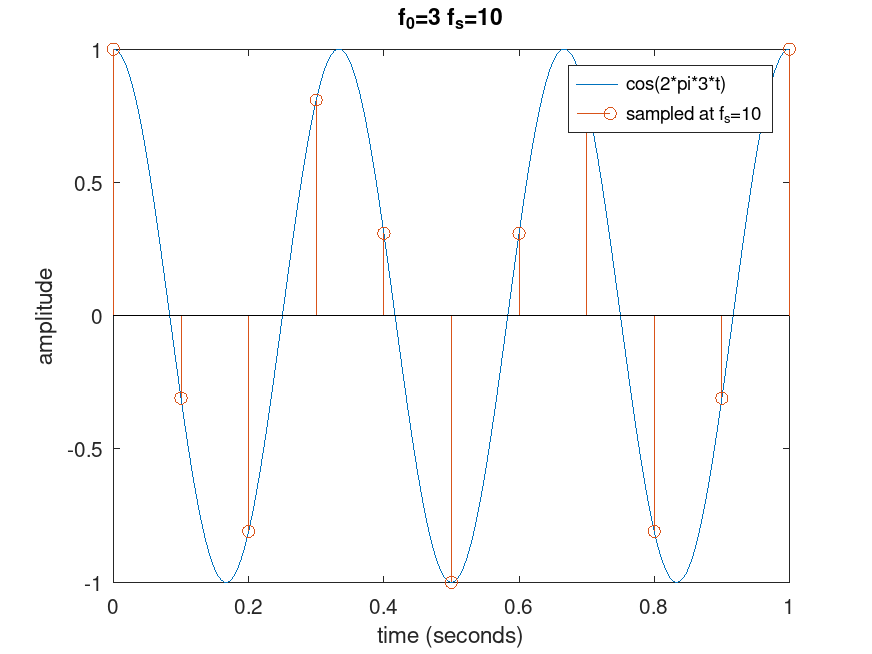 f₀=3 fₛ=10
cos(2*pi*3*t)
sampled at fₛ=10
1
0.5
0
-0.5
-1
amplitude
0 0.2 0.4 0.6 0.8 1
time (seconds)